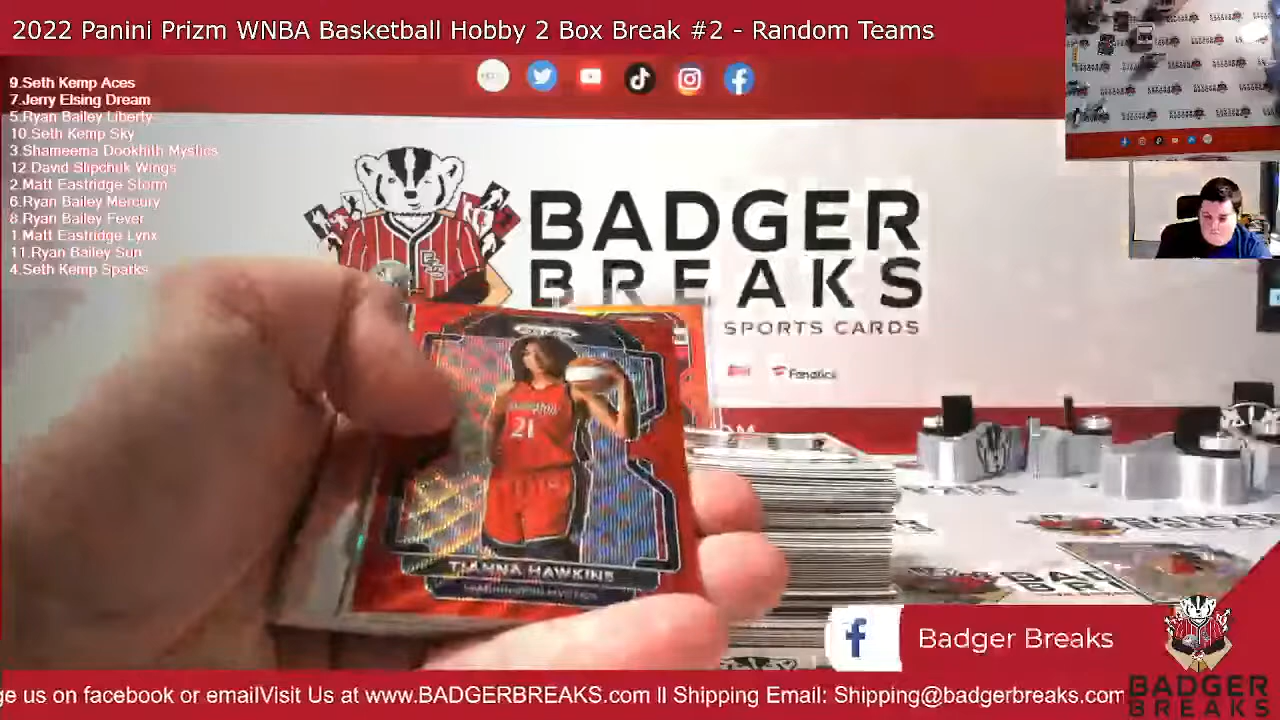 2022 Panini Prizm WNBA Basketball Hobby 2 Box Break #2 - Random Teams
9.Seth Kemp Aces
7.Jerry Elsing Dream
5.Ryan Bailey Liberty
10.Seth Kemp Sky
3.Shameema Dookhith Mystics
12.David Slipchuk Wings
2.Matt Eastridge Storm
6.Ryan Bailey Mercury
8.Ryan Bailey Fever
1.Matt Eastridge Lynx
11.Ryan Bailey Sun
4.Seth Kemp Sparks
BADGER
BREAKS
SPORTS CARDS
Fanatics
21
TIANNA HAWKINS
WASHINGTON MYSTICS
Badger Breaks
ge us on facebook or emailVisit Us at www.BADGERBREAKS.com ll Shipping Email: Shipping@badgerbreaks.com
BADGER
BREAKS